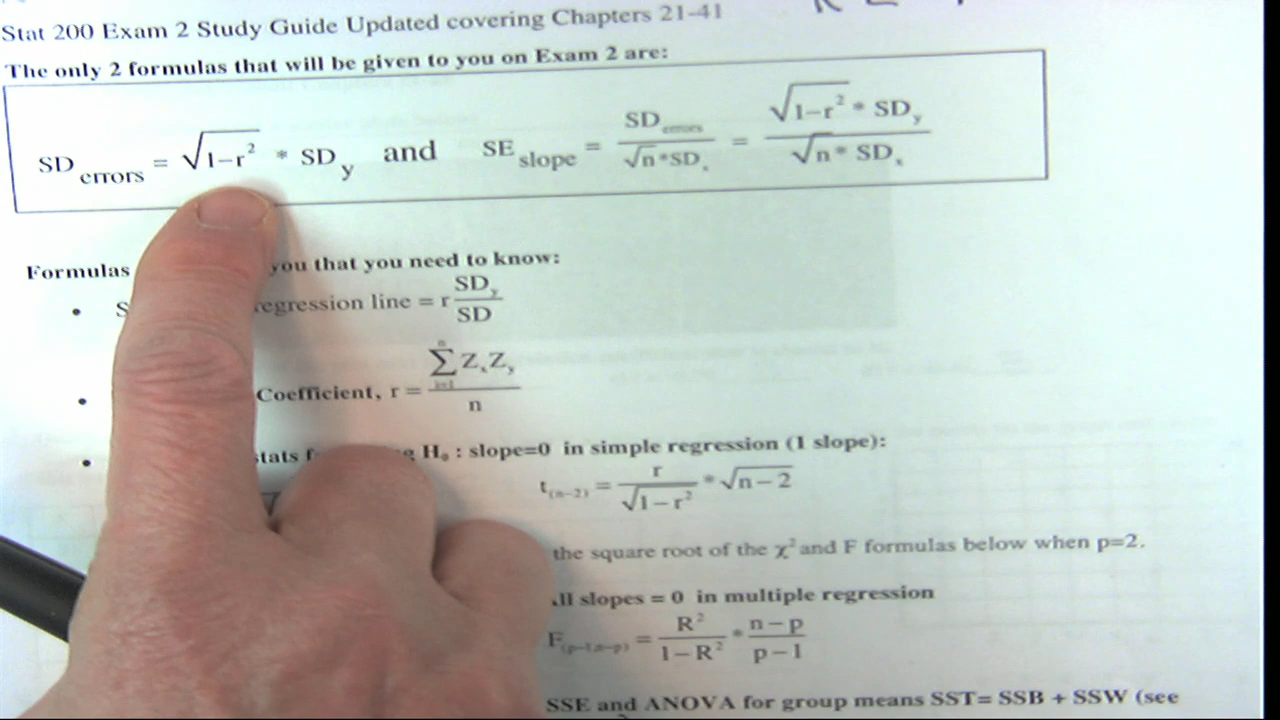 Stat 200 Exam 2 Study Guide Updated covering Chapters 21-41
The only 2 formulas that will be given to you on Exam 2 are:
SD errors = √1−r² * SD y and SE slope = SD errors / √n * SD x = √1−r² * SD y / √n * SD x
Formulas you that you need to know:
regression line = r SD y / SD
Coefficient, r = n ∑ i=1 Z x Z y / n
H₀ : slope=0 in simple regression (1 slope):
t (n−2) = r / √1−r² * √n−2
the square root of the χ² and F formulas below when p=2.
slopes = 0 in multiple regression
F (p−1,n−p) = R² / 1−R² * n−p / p−1
SSE and ANOVA for group means SST= SSB + SSW (see